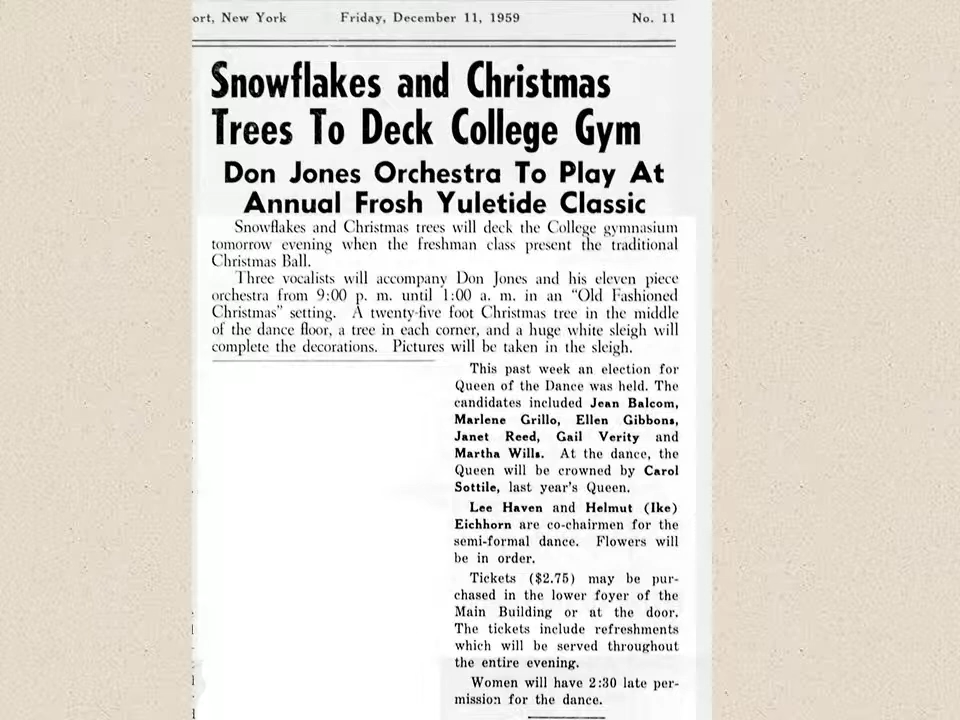 ort, New York Friday, December 11, 1959 No. 11
Snowflakes and Christmas
Trees To Deck College Gym
Don Jones Orchestra To Play At
Annual Frosh Yuletide Classic
Snowflakes and Christmas trees will deck the College gymnasium
tomorrow evening when the freshman class present the traditional
Christmas Ball.
Three vocalists will accompany Don Jones and his eleven piece
orchestra from 9:00 p. m. until 1:00 a. m. in an "Old Fashioned
Christmas" setting. A twenty-five foot Christmas tree in the middle
of the dance floor, a tree in each corner, and a huge white sleigh will
complete the decorations. Pictures will be taken in the sleigh.
This past week an election for
Queen of the Dance was held. The
candidates included Jean Balcom,
Marlene Grillo, Ellen Gibbons,
Janet Reed, Gail Verity and
Martha Wills. At the dance, the
Queen will be crowned by Carol
Sottile, last year's Queen.
Lee Haven and Helmut (Ike)
Eichhorn are co-chairmen for the
semi-formal dance. Flowers will
be in order.
Tickets ($2.75) may be pur-
chased in the lower foyer of the
Main Building or at the door.
The tickets include refreshments
which will be served throughout
the entire evening.
Women will have 2:30 late per-
mission for the dance.